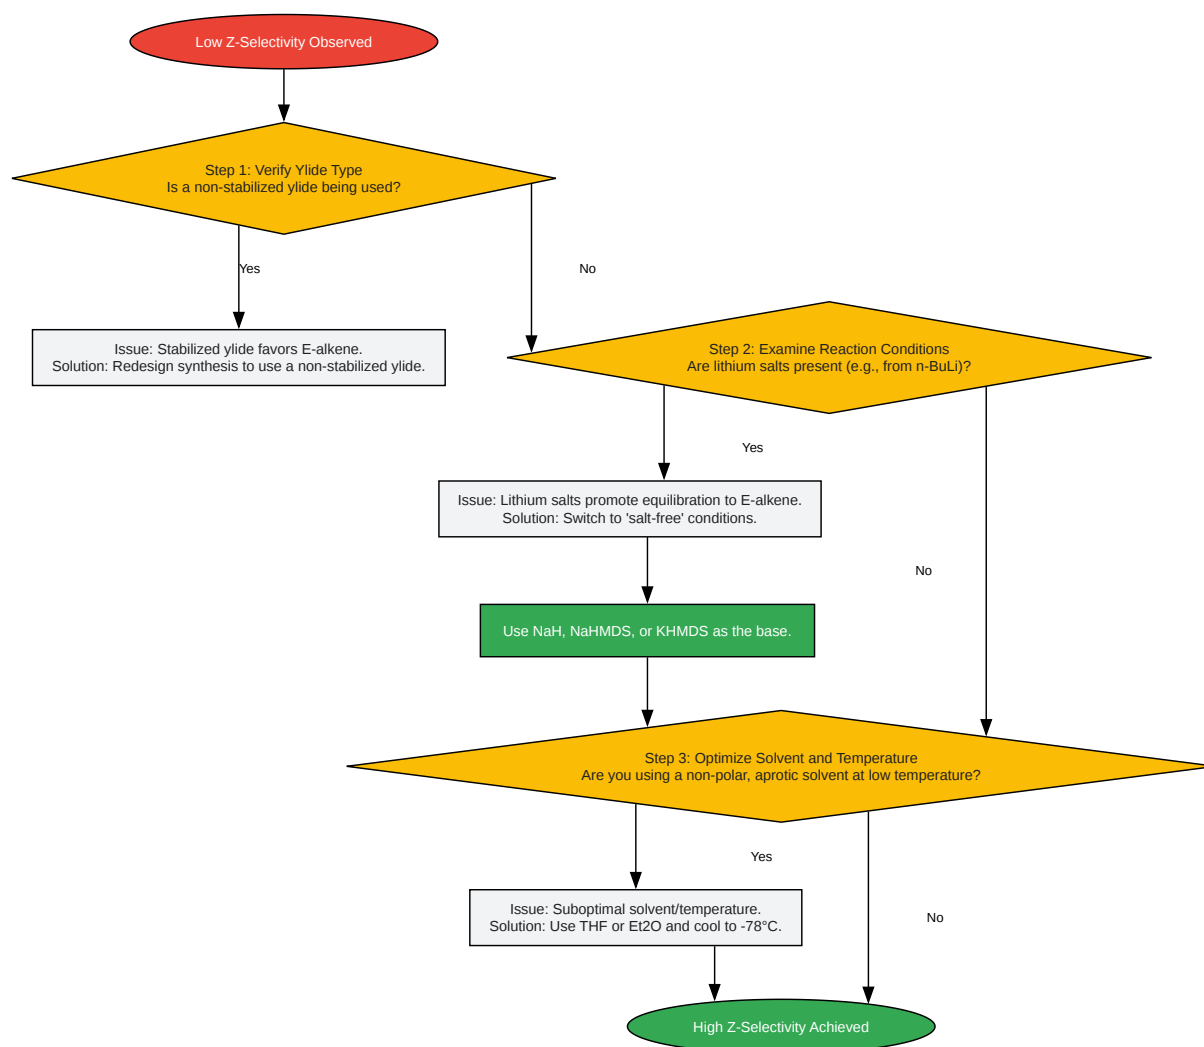 Low Z-Selectivity Observed
Step 1: Verify Ylide Type
Is a non-stabilized ylide being used?
Yes
No
Issue: Stabilized ylide favors E-alkene.
Solution: Redesign synthesis to use a non-stabilized ylide.
Step 2: Examine Reaction Conditions
Are lithium salts present (e.g., from n-BuLi)?
Yes
Issue: Lithium salts promote equilibration to E-alkene.
Solution: Switch to 'salt-free' conditions.
No
Use NaH, NaHMDS, or KHMDS as the base.
Step 3: Optimize Solvent and Temperature
Are you using a non-polar, aprotic solvent at low temperature?
Yes
Issue: Suboptimal solvent/temperature.
Solution: Use THF or Et2O and cool to -78°C.
No
High Z-Selectivity Achieved